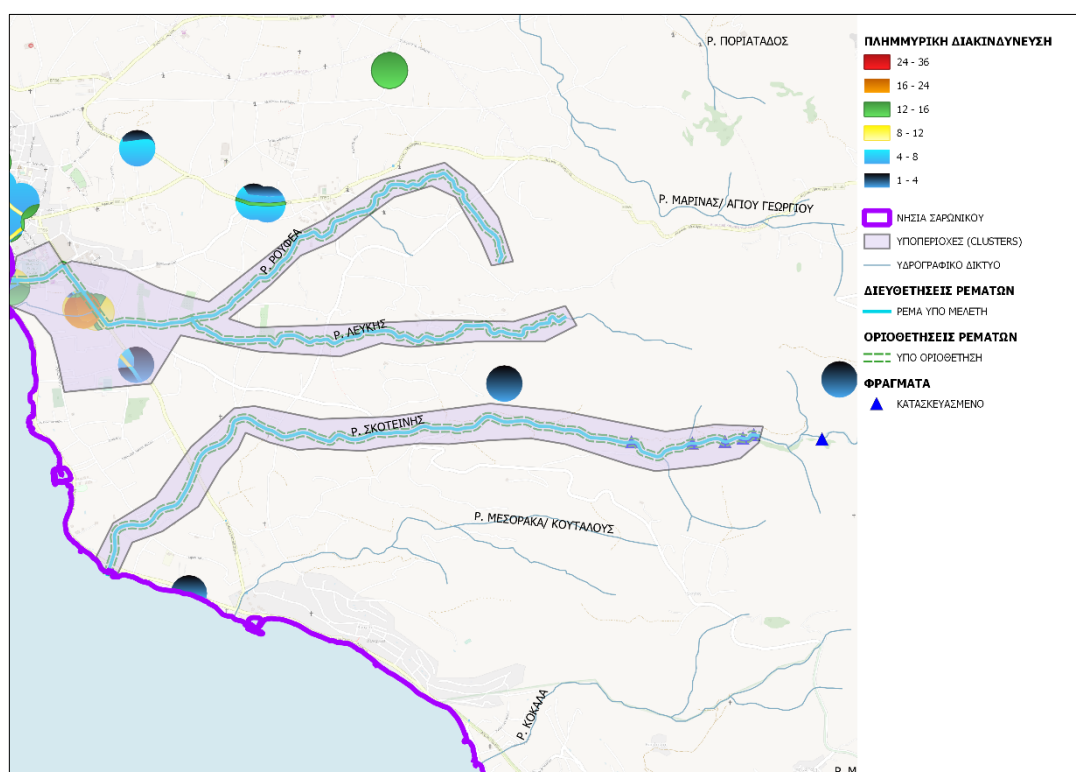 Ρ. ΠΟΡΙΑΤΑΔΟΣ
Ρ. ΜΑΡΙΝΑΣ/ ΑΓΙΟΥ ΓΕΩΡΓΙΟΥ
Ρ. ΡΟΥΦΕΑ
Ρ. ΛΕΥΚΗΣ
Ρ. ΣΚΟΤΕΙΝΗΣ
Ρ. ΜΕΣΟΡΑΚΑ/ ΚΟΥΤΑΛΟΥΣ
Ρ. ΚΟΚΑΛΑ
Ρ. Μ
ΠΛΗΜΜΥΡΙΚΗ ΔΙΑΚΙΝΔΥΝΕΥΣΗ
24 - 36
16 - 24
12 - 16
8 - 12
4 - 8
1 - 4
ΝΗΣΙΑ ΣΑΡΩΝΙΚΟΥ
ΥΠΟΠΕΡΙΟΧΕΣ (CLUSTERS)
ΥΔΡΟΓΡΑΦΙΚΟ ΔΙΚΤΥΟ
ΔΙΕΥΘΕΤΗΣΕΙΣ ΡΕΜΑΤΩΝ
ΡΕΜΑ ΥΠΟ ΜΕΛΕΤΗ
ΟΡΙΟΘΕΤΗΣΕΙΣ ΡΕΜΑΤΩΝ
ΥΠΟ ΟΡΙΟΘΕΤΗΣΗ
ΦΡΑΓΜΑΤΑ
ΚΑΤΑΣΚΕΥΑΣΜΕΝΟ